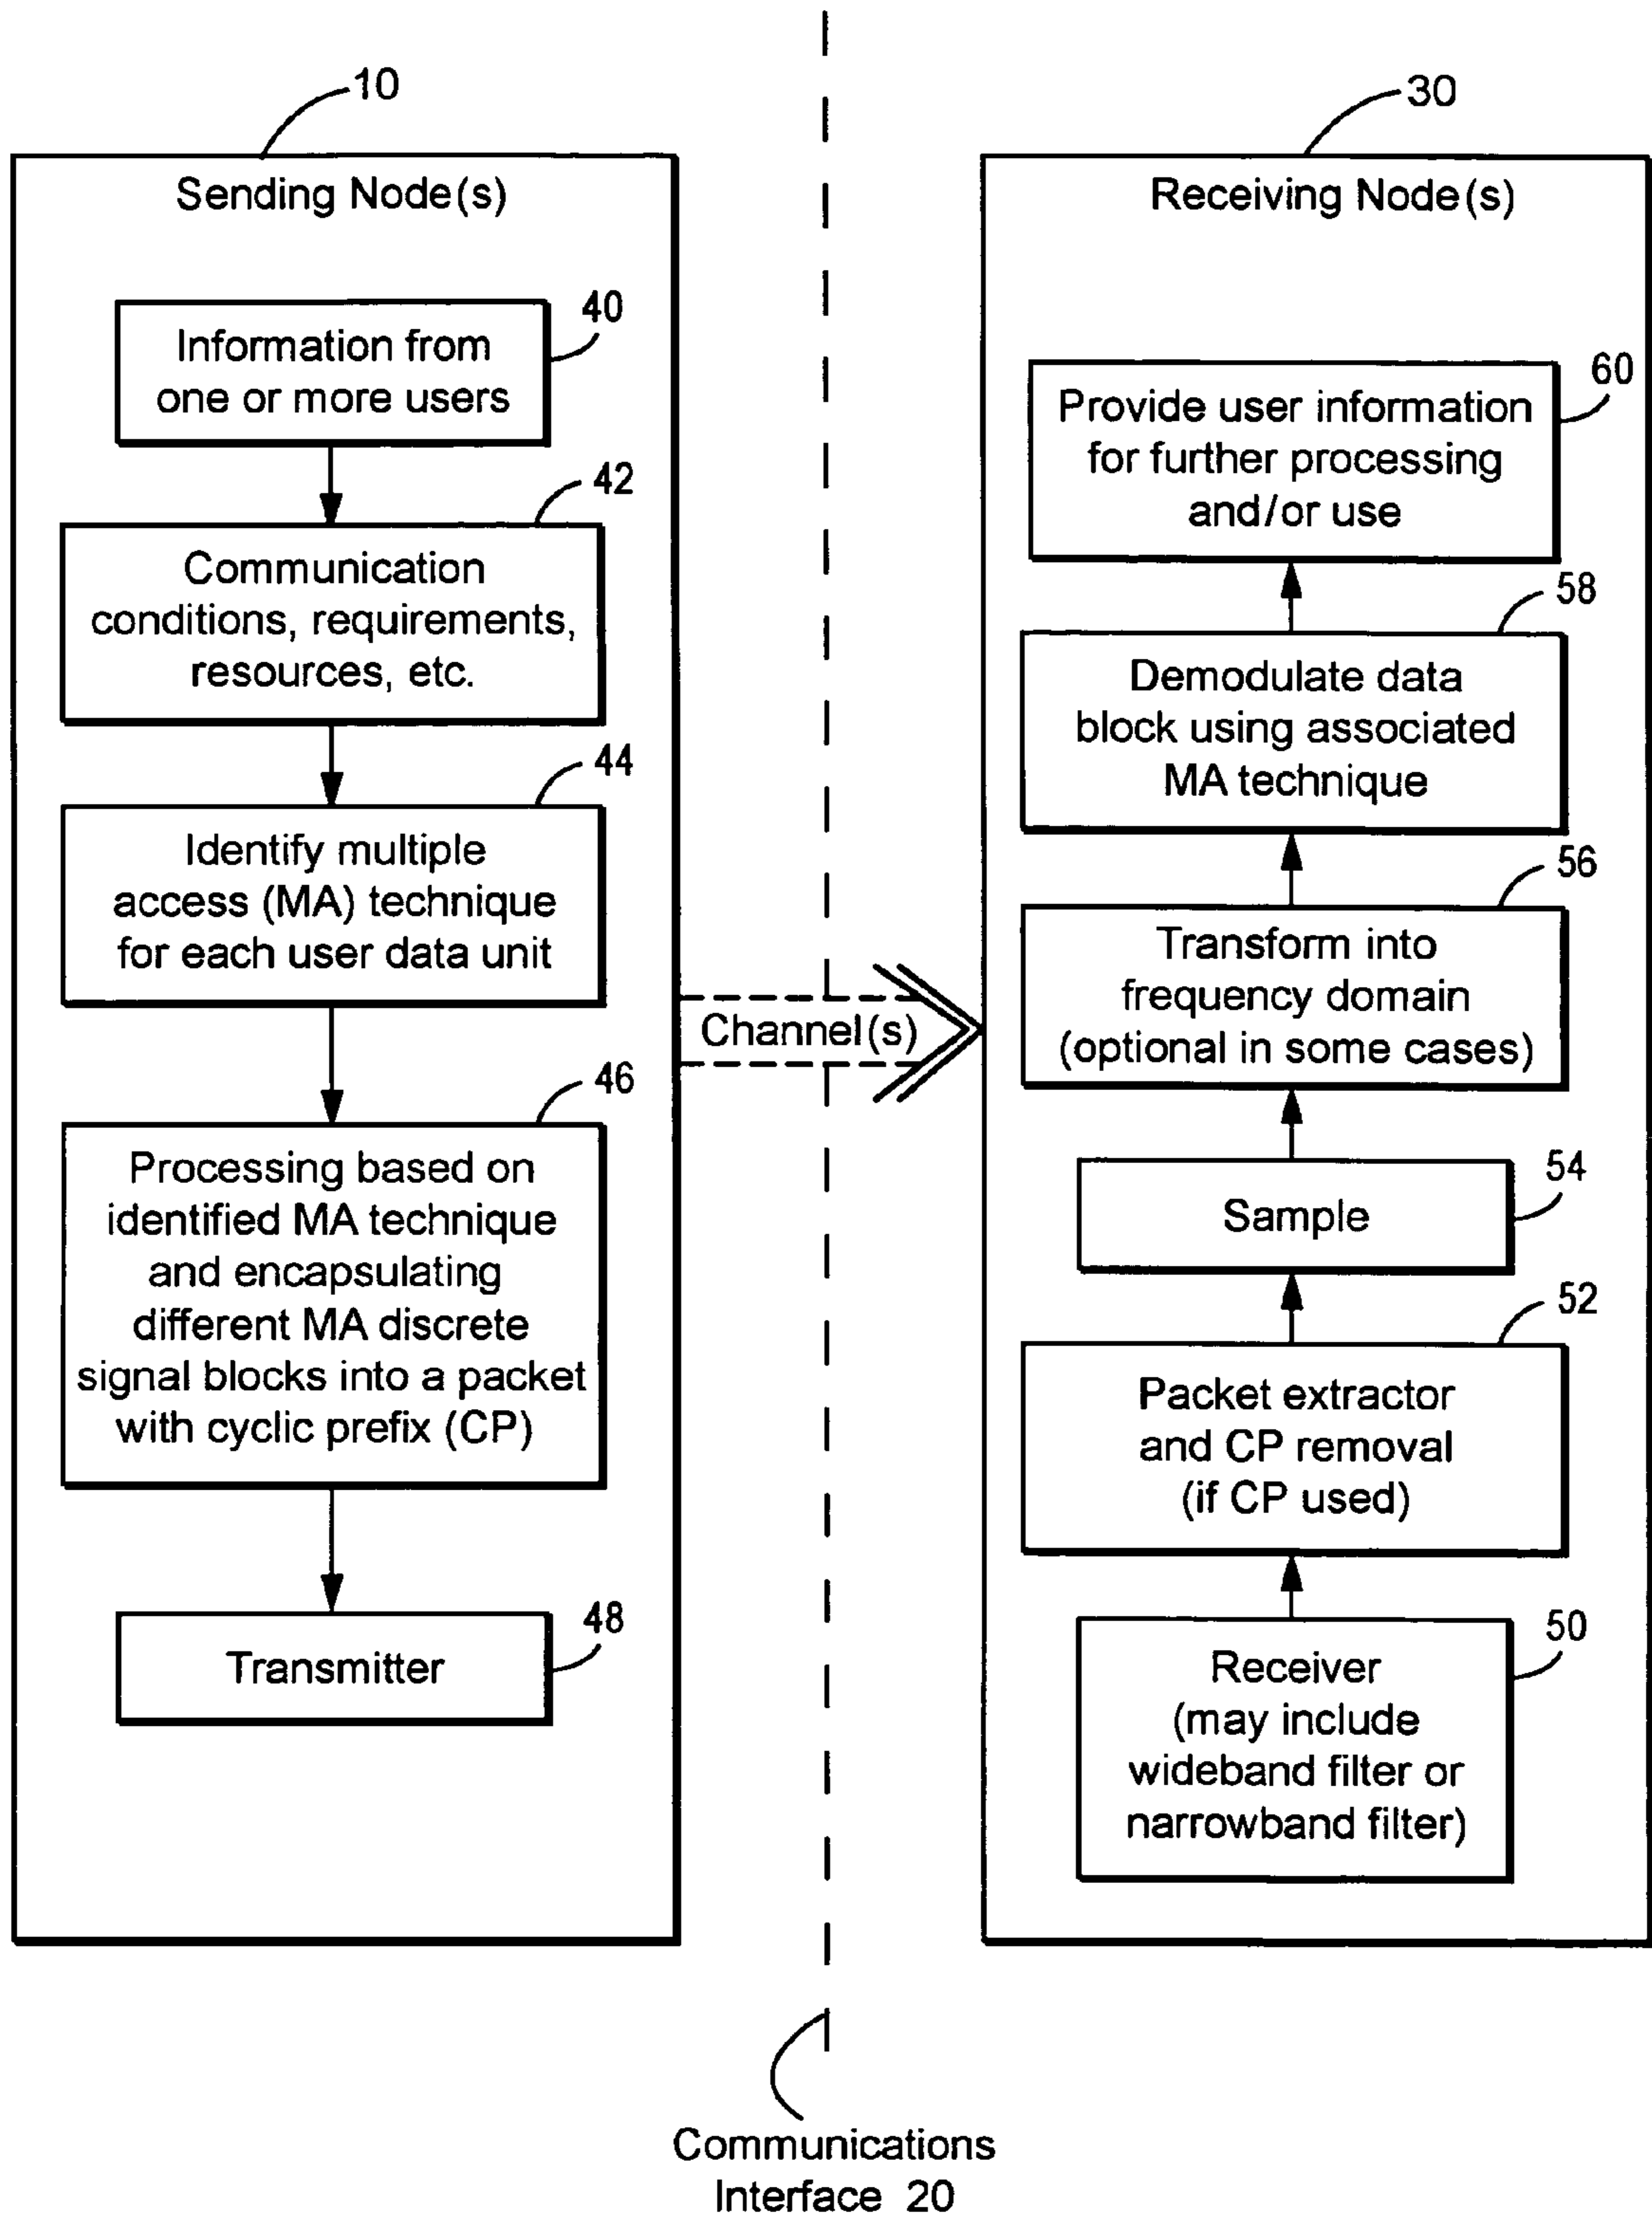 10
Sending Node(s)
40
Information from
one or more users
42
Communication
conditions, requirements,
resources, etc.
44
Identify multiple
access (MA) technique
for each user data unit
46
Processing based on
identified MA technique
and encapsulating
different MA discrete
signal blocks into a packet
with cyclic prefix (CP)
48
Transmitter
Channel(s)
30
Receiving Node(s)
60
Provide user information
for further processing
and/or use
58
Demodulate data
block using associated
MA technique
56
Transform into
frequency domain
(optional in some cases)
54
Sample
52
Packet extractor
and CP removal
(if CP used)
50
Receiver
(may include
wideband filter or
narrowband filter)
Communications
Interface 20